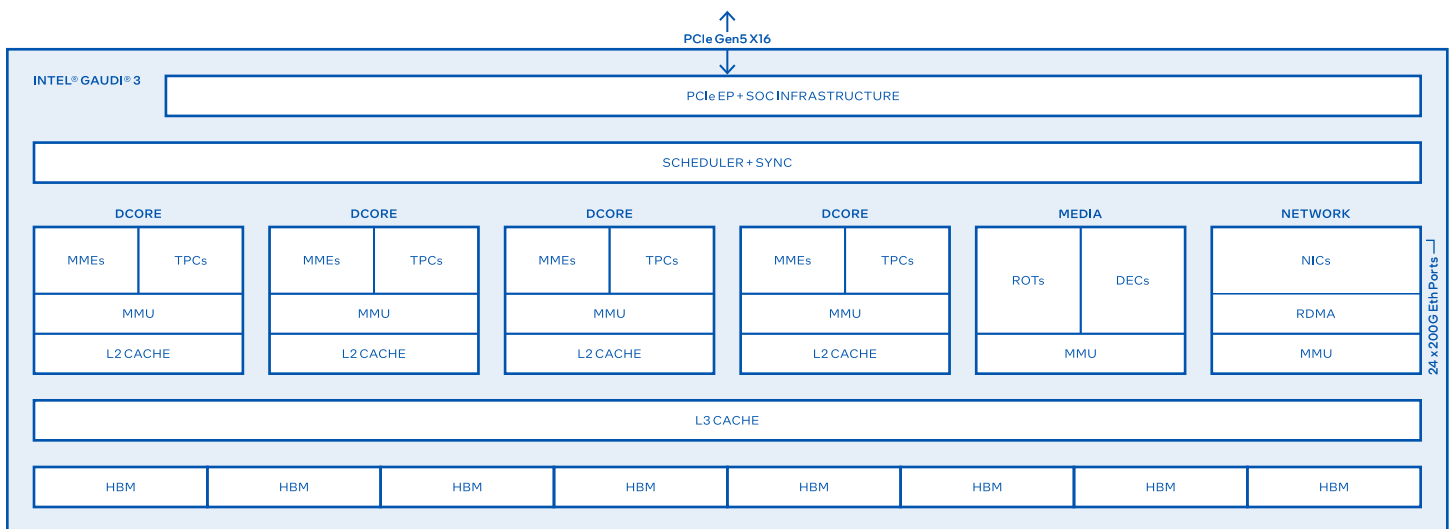 PCIe Gen5 X16
INTEL® GAUDI® 3
PCIe EP + SOC INFRASTRUCTURE
SCHEDULER + SYNC
DCORE
MMEs
TPCs
MMU
L2 CACHE
DCORE
MMEs
TPCs
MMU
L2 CACHE
DCORE
MMEs
TPCs
MMU
L2 CACHE
DCORE
MMEs
TPCs
MMU
L2 CACHE
MEDIA
ROTs
DECs
MMU
NETWORK
NICs
RDMA
MMU
24 x 200G Eth Ports
L3 CACHE
HBM
HBM
HBM
HBM
HBM
HBM
HBM
HBM